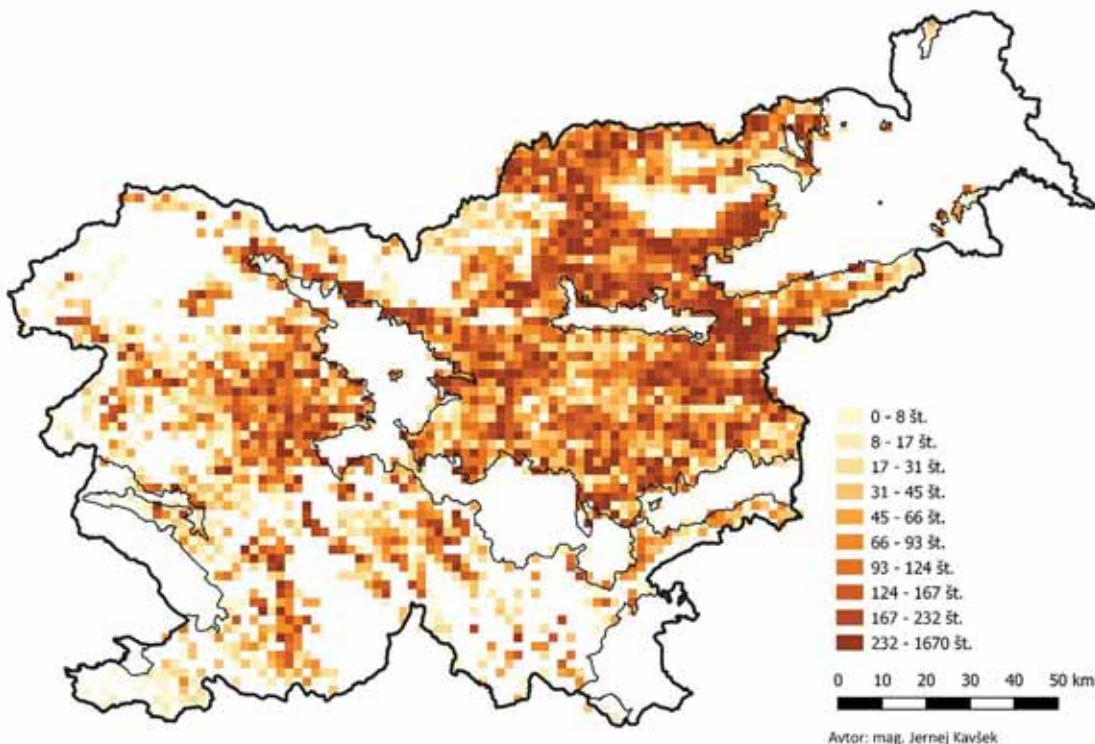 0 - 8 št.
8 - 17 št.
17 - 31 št.
31 - 45 št.
45 - 66 št.
66 - 93 št.
93 - 124 št.
124 - 167 št.
167 - 232 št.
232 - 1670 št.
0 10 20 30 40 50 km
Avtor: mag. Jernej Kavšek